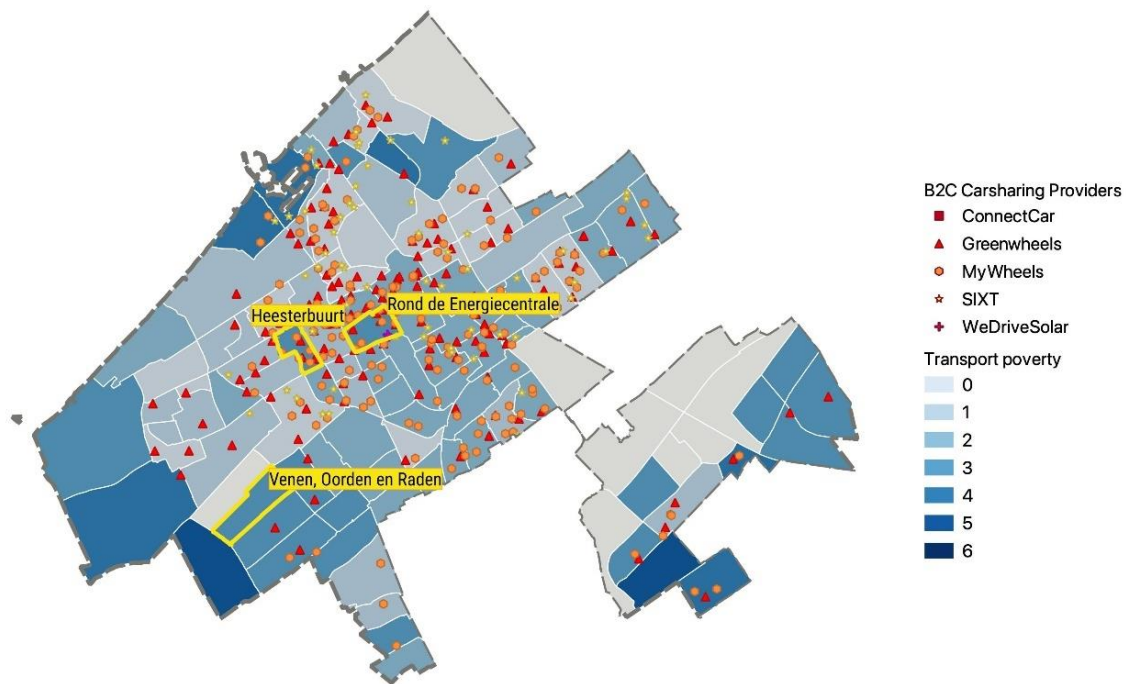 B2C Carsharing Providers
ConnectCar
Greenwheels
MyWheels
SIXT
WeDriveSolar
Transport poverty
0
1
2
3
4
5
6
Rond de Energiecentrale
Heesterbuurt
Venen, Oorden en Raden